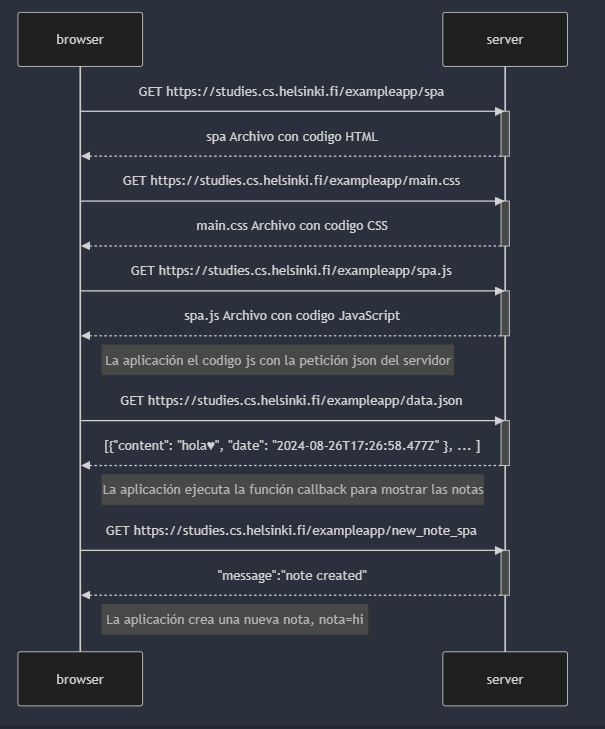 browser server
GET https://studies.cs.helsinki.fi/exampleapp/spa
spa Archivo con codigo HTML
GET https://studies.cs.helsinki.fi/exampleapp/main.css
main.css Archivo con codigo CSS
GET https://studies.cs.helsinki.fi/exampleapp/spa.js
spa.js Archivo con codigo JavaScript
La aplicación el codigo js con la petición json del servidor
GET https://studies.cs.helsinki.fi/exampleapp/data.json
[{"content": "hola♥", "date": "2024-08-26T17:26:58.477Z" }, ... ]
La aplicación ejecuta la función callback para mostrar las notas
GET https://studies.cs.helsinki.fi/exampleapp/new_note_spa
"message":"note created"
La aplicación crea una nueva nota, nota=hi
browser server